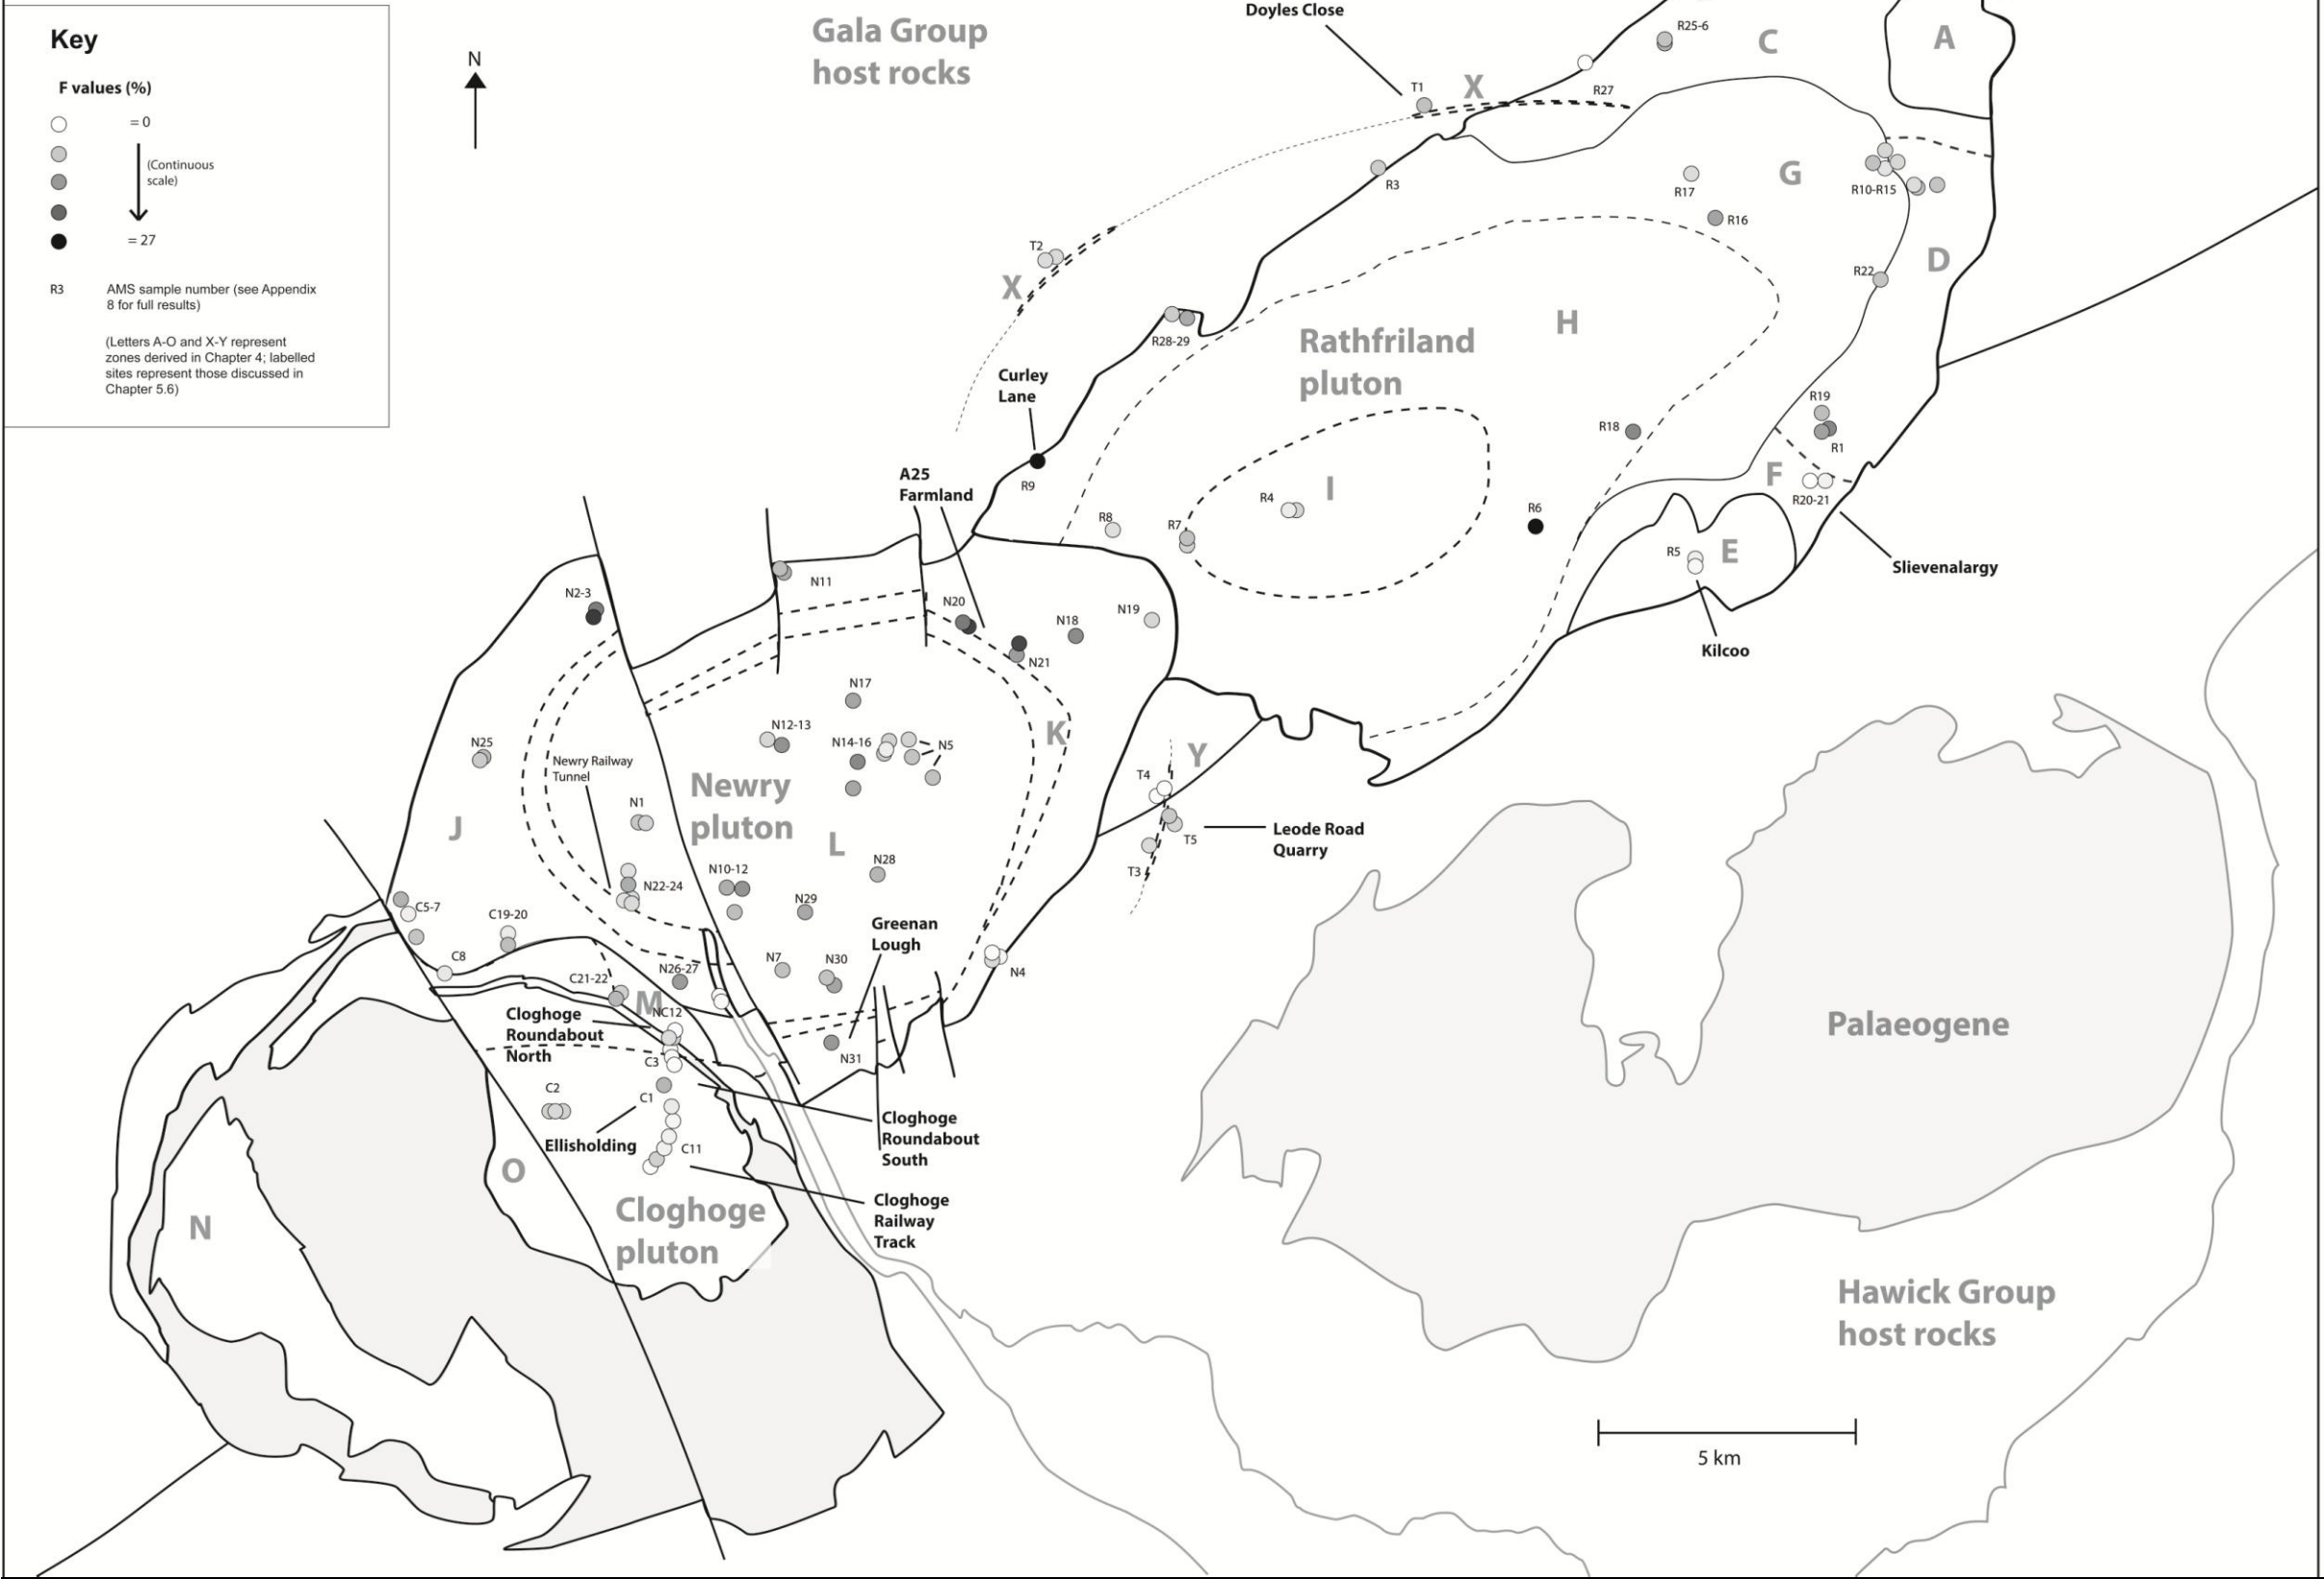 Key
F values (%)
= 0
(Continuous
scale)
= 27
R3
AMS sample number (see Appendix
8 for full results)
(Letters A-O and X-Y represent
zones derived in Chapter 4; labelled
sites represent those discussed in
Chapter 5.6)
N
Gala Group
host rocks
Doyles Close
R25-6
C
A
T1
X
R27
R3
R17
G
R10-R15
R16
T2
X
R22
D
R28-29
Rathfriland
pluton
H
Curley
Lane
R9
R19
R1
R18
F
R20-21
A25
Farmland
R4
I
R8
R7
R6
R5
E
Slievenalargy
Kilcoo
N2-3
N11
N20
N18
N19
N21
N17
N25
N12-13
N14-16
N5
K
Y
Newry Railway
Tunnel
Newry
pluton
T4
N1
J
L
T5
Leode Road
Quarry
T3
N28
N10-12
N22-24
C5-7
C19-20
N29
Greenan
Lough
C8
N26-27
N7
N30
N4
C21-22
M
NC12
Cloghoge
Roundabout
North
C3
N31
C2
C1
Cloghoge
Roundabout
South
Ellisholding
C11
O
Cloghoge
pluton
Cloghoge
Railway
Track
N
Palaeogene
Hawick Group
host rocks
5 km